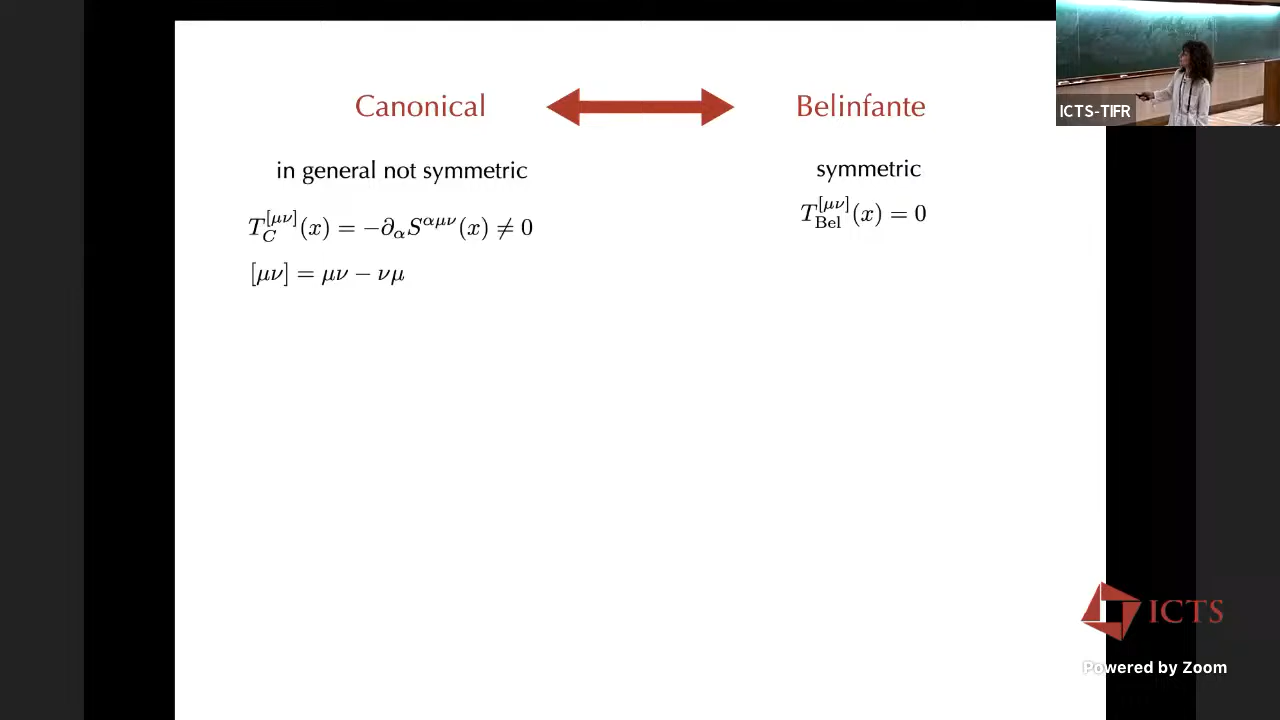 Canonical
Belinfante
in general not symmetric
symmetric
T_C^{[μν]}(x) = −∂_α S^{αμν}(x) ≠ 0
T_{Bel}^{[μν]}(x) = 0
[μν] = μν − νμ
ICTS-TIFR
ICTS
Powered by Zoom